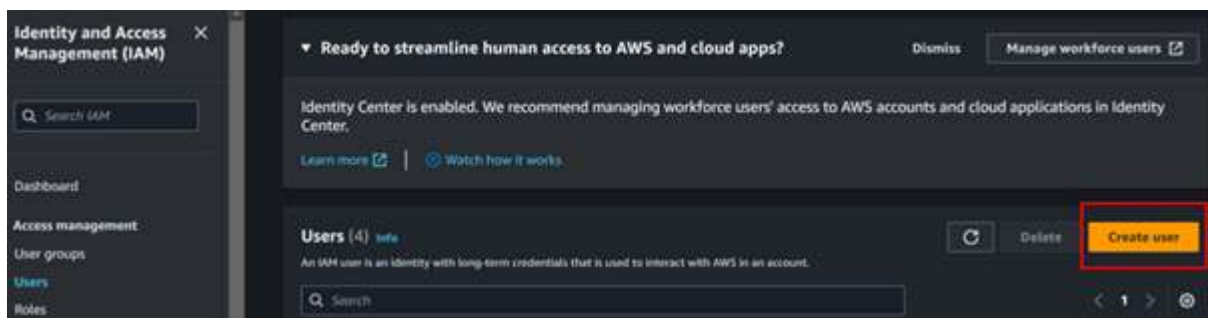 Identity and Access
Management (IAM)
Search IAM
Dashboard
Access management
User groups
Users
Roles
Ready to streamline human access to AWS and cloud apps?
Dismiss
Manage workforce users
Identity Center is enabled. We recommend managing workforce users' access to AWS accounts and cloud applications in Identity
Center.
Learn more
Watch how it works
Users (4) Info
Delete
Create user
An IAM user is an identity with long-term credentials that is used to interact with AWS in an account.
Search
1